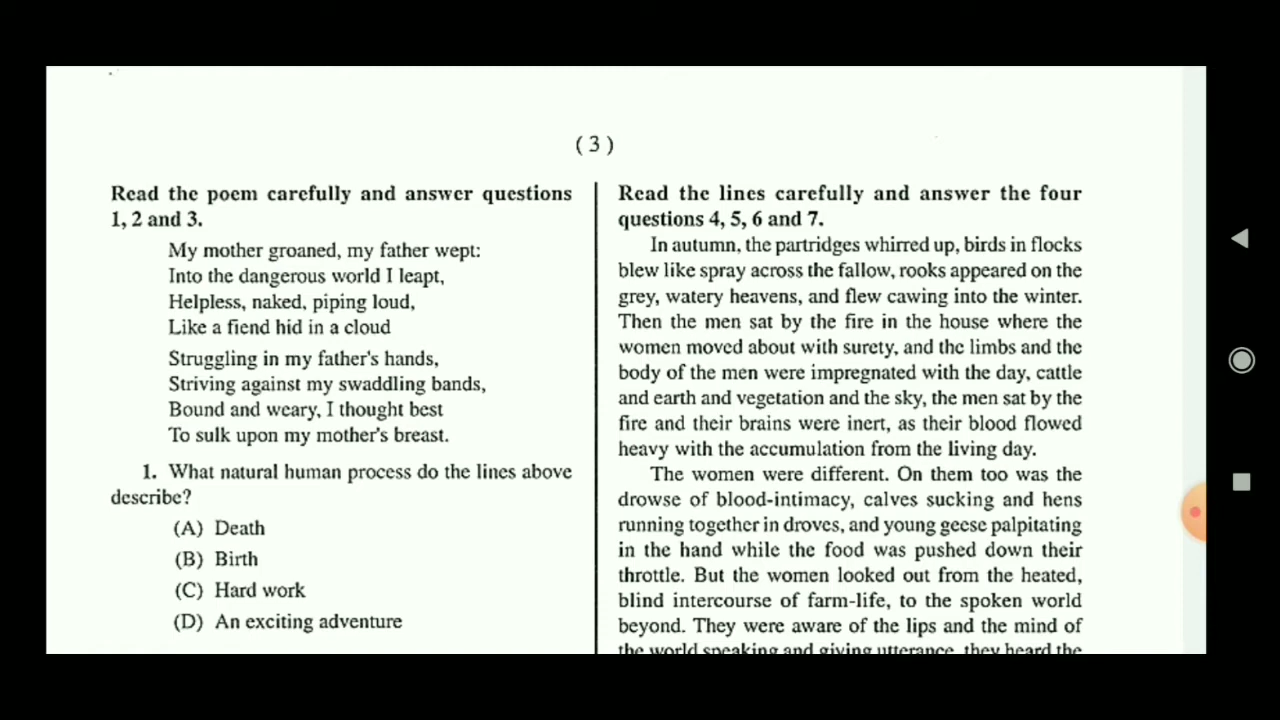 ( 3 )
Read the poem carefully and answer questions
1, 2 and 3.
My mother groaned, my father wept:
Into the dangerous world I leapt,
Helpless, naked, piping loud,
Like a fiend hid in a cloud
Struggling in my father's hands,
Striving against my swaddling bands,
Bound and weary, I thought best
To sulk upon my mother's breast.
1. What natural human process do the lines above
describe?
(A) Death
(B) Birth
(C) Hard work
(D) An exciting adventure
Read the lines carefully and answer the four
questions 4, 5, 6 and 7.
In autumn, the partridges whirred up, birds in flocks
blew like spray across the fallow, rooks appeared on the
grey, watery heavens, and flew cawing into the winter.
Then the men sat by the fire in the house where the
women moved about with surety, and the limbs and the
body of the men were impregnated with the day, cattle
and earth and vegetation and the sky, the men sat by the
fire and their brains were inert, as their blood flowed
heavy with the accumulation from the living day.
The women were different. On them too was the
drowse of blood-intimacy, calves sucking and hens
running together in droves, and young geese palpitating
in the hand while the food was pushed down their
throttle. But the women looked out from the heated,
blind intercourse of farm-life, to the spoken world
beyond. They were aware of the lips and the mind of
the world speaking and giving utterance, they heard the